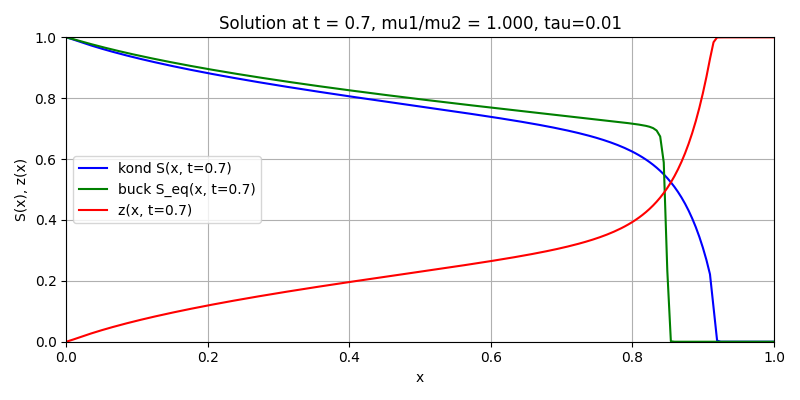 Solution at t = 0.7, mu1/mu2 = 1.000, tau=0.01
S(x), z(x)
1.0
0.8
0.6
0.4
0.2
0.0
kond S(x, t=0.7)
buck S_eq(x, t=0.7)
z(x, t=0.7)
0.0 0.2 0.4 0.6 0.8 1.0
x